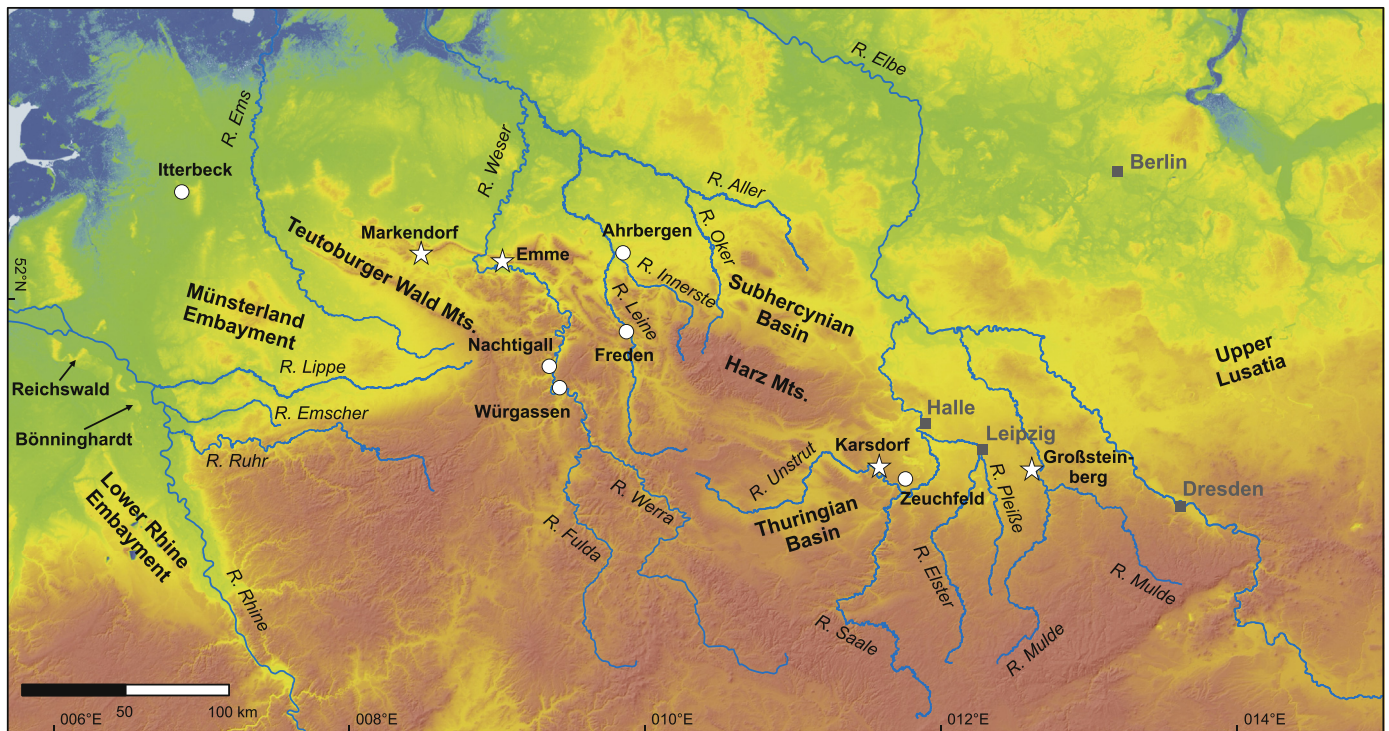 R. Elbe
R. Ems
R. Weser
Berlin
Itterbeck
R. Aller
Markendorf
Ahrbergen
R. Oker
Emme
Teutoburger Wald Mts.
52°N
R. Innerste
Subhercynian
Basin
Münsterland
Embayment
R. Leine
Nachtigall
Freden
Upper
Lusatia
R. Lippe
Harz Mts.
Reichswald
R. Emscher
Würgassen
Halle
Bönninghardt
Leipzig
Karsdorf
R. Ruhr
Großstein-
berg
R. Unstrut
Zeuchfeld
R. Pleiße
Dresden
Lower Rhine
Embayment
R. Werra
Thuringian
Basin
R. Fulda
R. Elster
R. Mulde
R. Rhine
R. Saale
R. Mulde
50
100 km
006°E
008°E
010°E
012°E
014°E